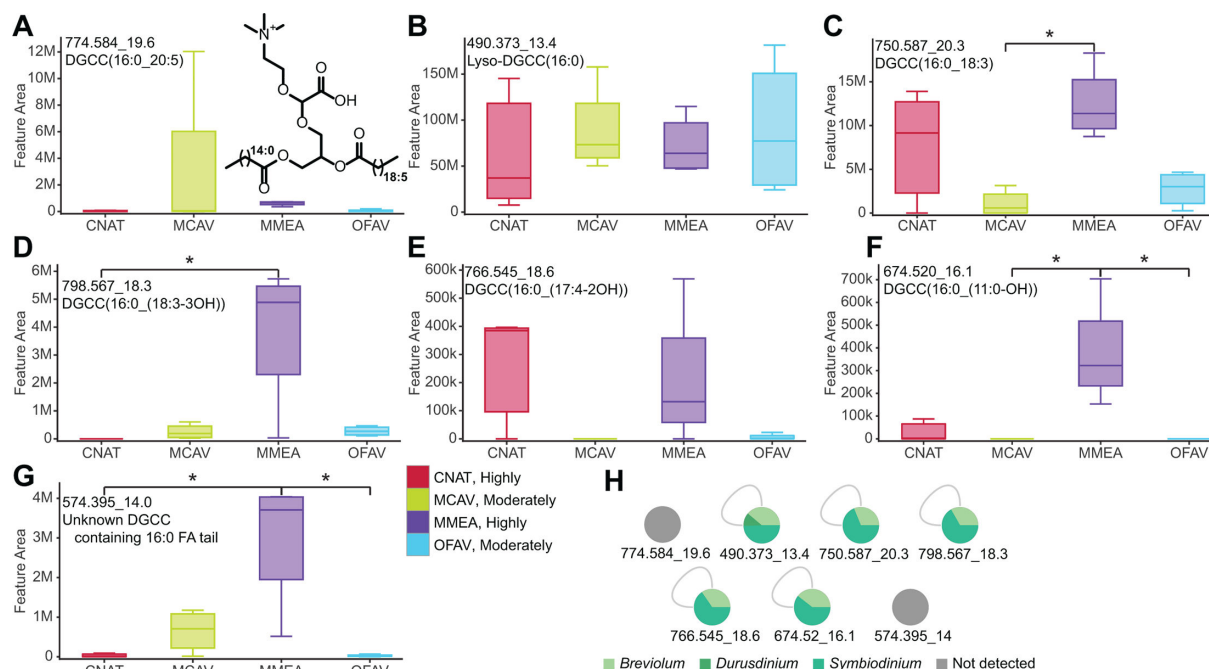 A
774.584_19.6
DGCC(16:0_20:5)
Feature Area
12M
10M
8M
6M
4M
2M
0
CNAT
MCAV
MMEA
OFAV
N+
O
O
OH
O
14:0
O
O
O
O
18:5
B
490.373_13.4
Lyso-DGCC(16:0)
Feature Area
150M
100M
50M
0
CNAT
MCAV
MMEA
OFAV
C
750.587_20.3
DGCC(16:0_18:3)
*
Feature Area
15M
10M
5M
0
CNAT
MCAV
MMEA
OFAV
D
798.567_18.3
DGCC(16:0_(18:3-3OH))
*
Feature Area
6M
5M
4M
3M
2M
1M
0
CNAT
MCAV
MMEA
OFAV
E
766.545_18.6
DGCC(16:0_(17:4-2OH))
Feature Area
600k
500k
400k
300k
200k
100k
0
CNAT
MCAV
MMEA
OFAV
F
674.520_16.1
DGCC(16:0_(11:0-OH))
*
*
Feature Area
700k
600k
500k
400k
300k
200k
100k
0
CNAT
MCAV
MMEA
OFAV
G
574.395_14.0
Unknown DGCC
containing 16:0 FA tail
*
*
Feature Area
4M
3M
2M
1M
0
CNAT
MCAV
MMEA
OFAV
CNAT, Highly
MCAV, Moderately
MMEA, Highly
OFAV, Moderately
H
774.584_19.6
490.373_13.4
750.587_20.3
798.567_18.3
766.545_18.6
674.52_16.1
574.395_14
Breviolum
Durusdinium
Symbiodinium
Not detected